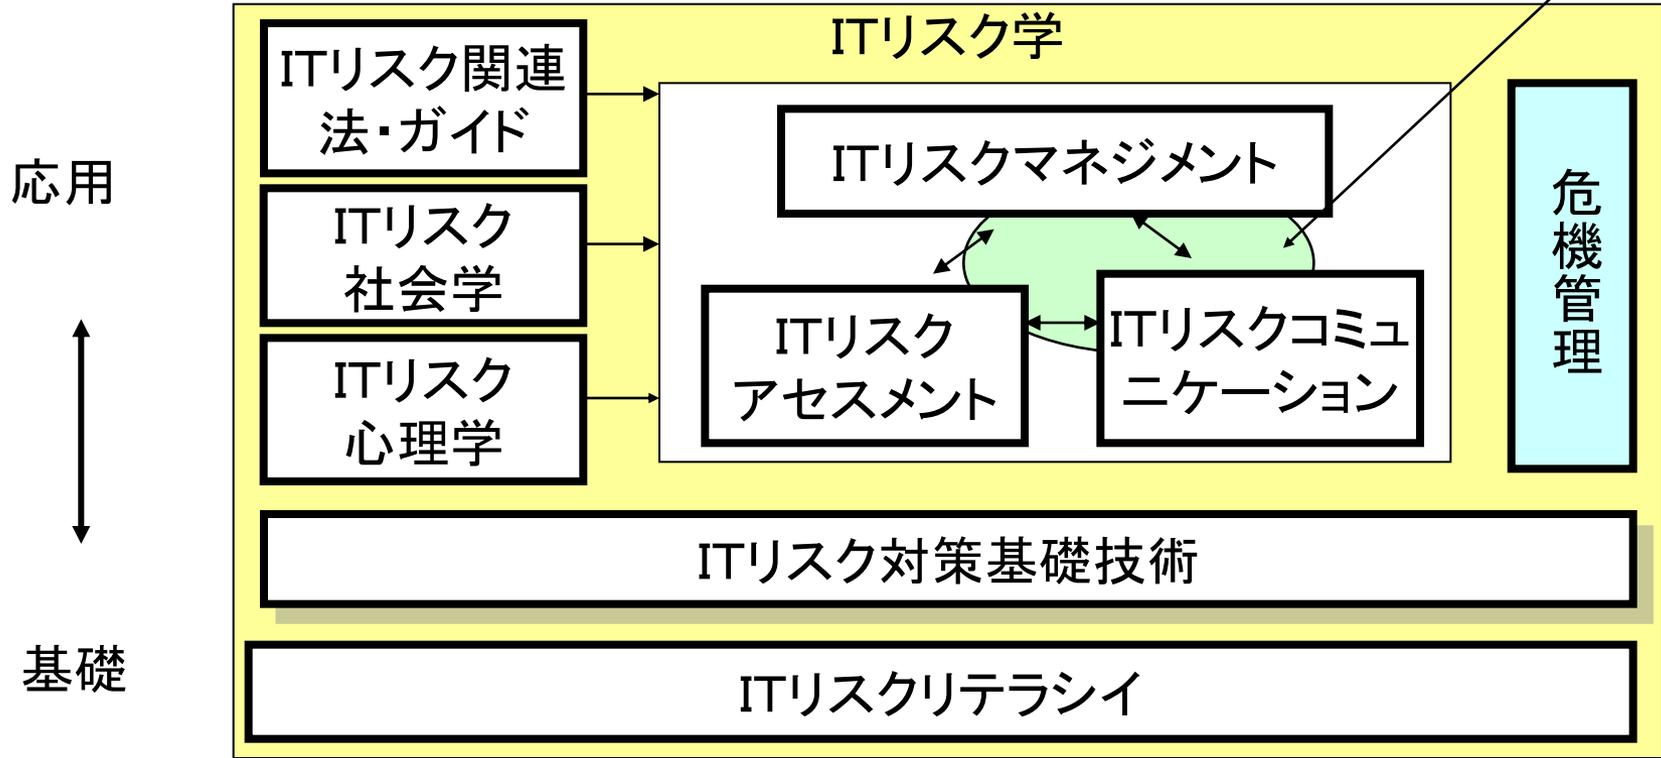 ITリスク学
ITリスク関連
法・ガイド
ITリスク
社会学
ITリスク
心理学
ITリスクマネジメント
ITリスク
アセスメント
ITリスクコミュ
ニケーション
危機管理
応用
基礎
ITリスク対策基礎技術
ITリスクリテラシイ